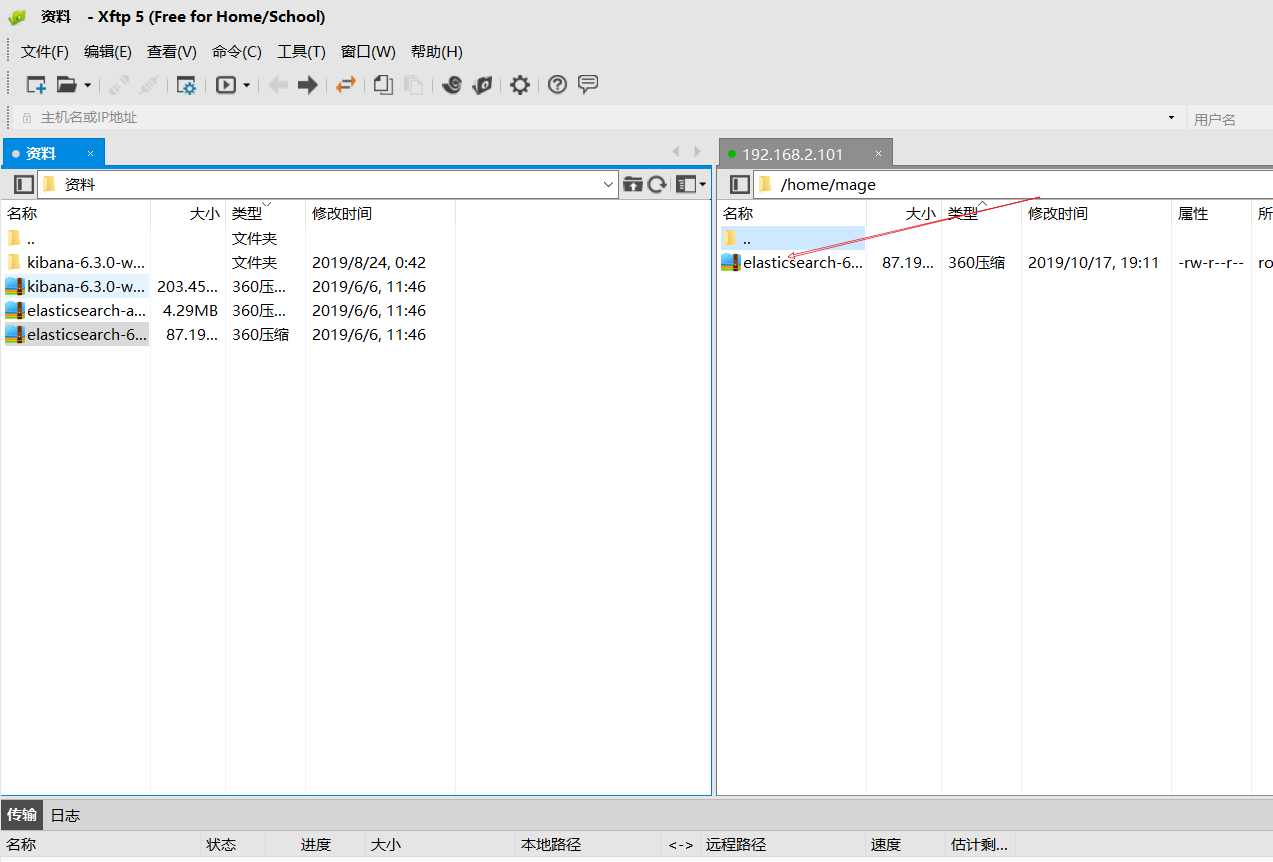 资料 - Xftp 5 (Free for Home/School)
文件(F) 编辑(E) 查看(V) 命令(C) 工具(T) 窗口(W) 帮助(H)
主机名或IP地址 用户名
资料 × 192.168.2.101 ×
资料 /home/mage
名称 大小 类型 修改时间
.. 文件夹
kibana-6.3.0-w... 文件夹 2019/8/24, 0:42
kibana-6.3.0-w... 203.45... 360压... 2019/6/6, 11:46
elasticsearch-a... 4.29MB 360压... 2019/6/6, 11:46
elasticsearch-6... 87.19... 360压缩 2019/6/6, 11:46
名称 大小 类型 修改时间 属性 所
..
elasticsearch-6... 87.19... 360压缩 2019/10/17, 19:11 -rw-r--r-- ro
传输 日志
名称 状态 进度 大小 本地路径 <-> 远程路径 速度 估计剩...